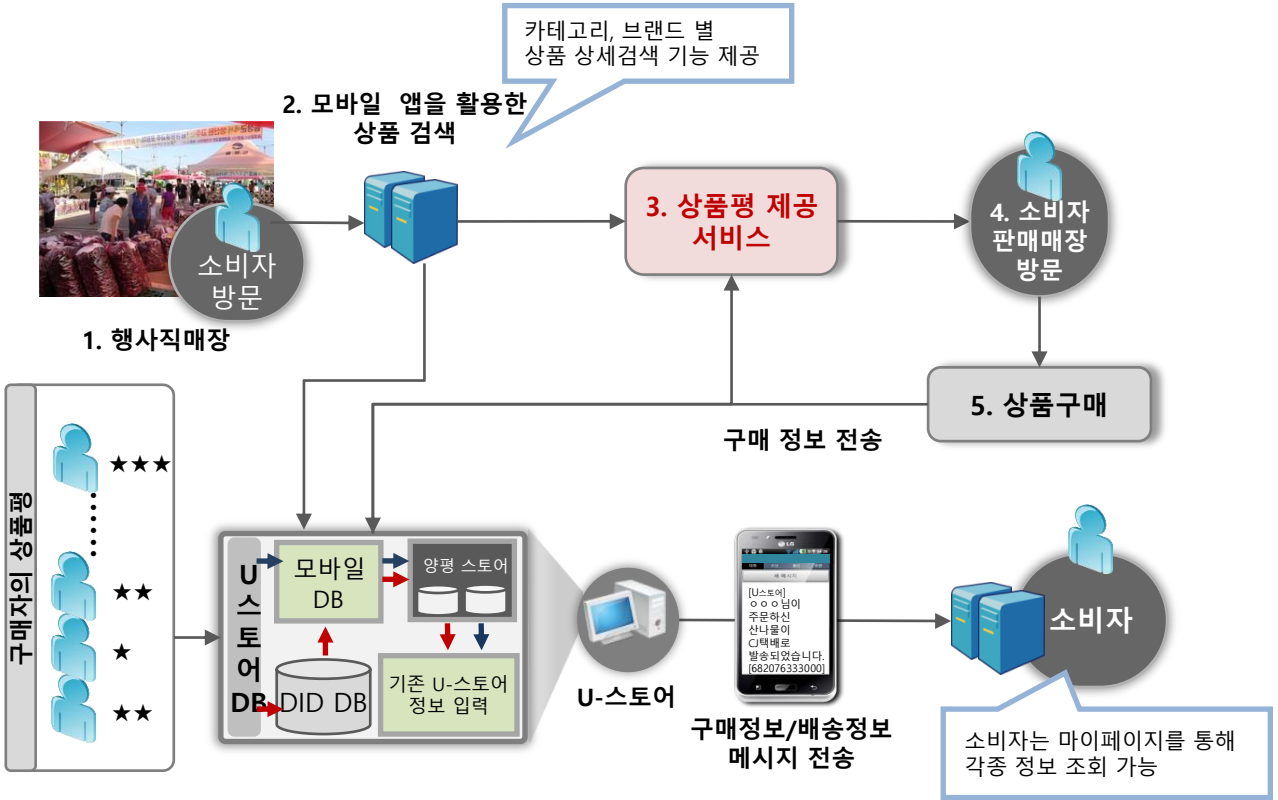 카테고리, 브랜드 별
상품 상세검색 기능 제공
2. 모바일 앱을 활용한
상품 검색
소비자
방문
1. 행사직매장
3. 상품평 제공
서비스
4. 소비자
판매매장
방문
5. 상품구매
구매 정보 전송
구매자의 상품평
★★★
★★
★
★★
U
스
토
어
DB
모바일
DB
양평 스토어
DID DB
기존 U-스토어
정보 입력
U-스토어
LG
새 메시지
[U스토어]
ㅇㅇㅇ님이
주문하신
산나물이
CJ택배로
발송되었습니다.
[682076333000]
구매정보/배송정보
메시지 전송
소비자
소비자는 마이페이지를 통해
각종 정보 조회 가능